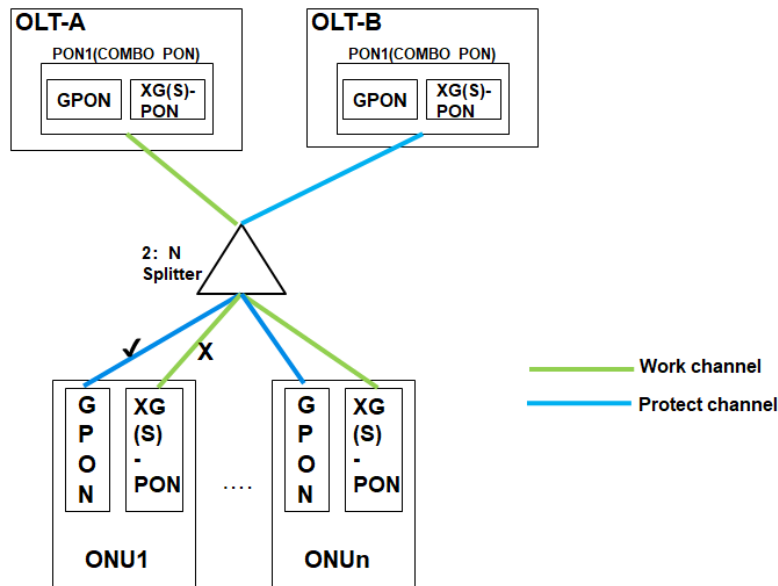 OLT-A
OLT-B
PON1(COMBO PON)
PON1(COMBO PON)
GPON
XG(S)-
PON
GPON
XG(S)-
PON
2: N
Splitter
✓
X
Work channel
Protect channel
G
P
O
N
XG
(S)
-
PON
....
G
P
O
N
XG
(S)
-
PON
ONU1
ONUn